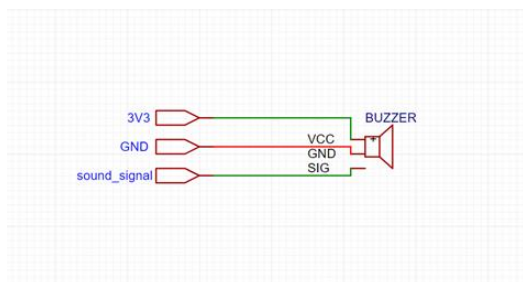 3V3
BUZZER
GND
VCC
GND
SIG
sound_signal